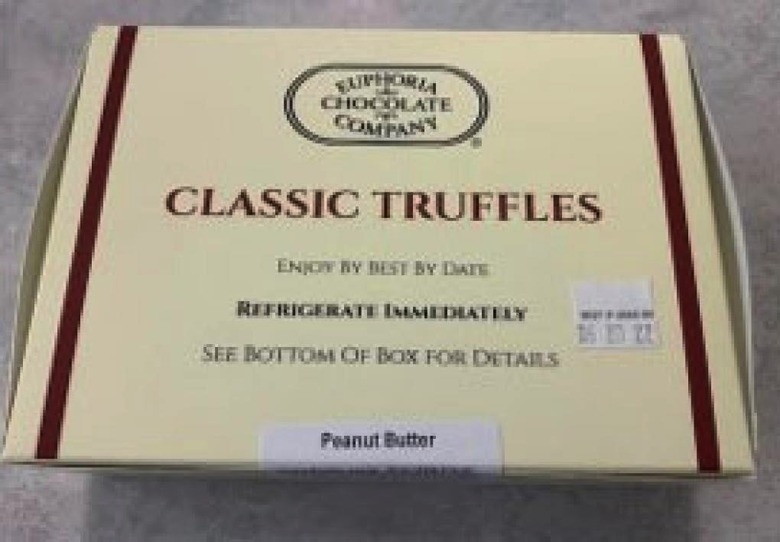 EUPHORIA
CHOCOLATE
COMPANY
®
CLASSIC TRUFFLES
ENJOY BY BEST BY DATE
REFRIGERATE IMMEDIATELY
SEE BOTTOM OF BOX FOR DETAILS
Peanut Butter